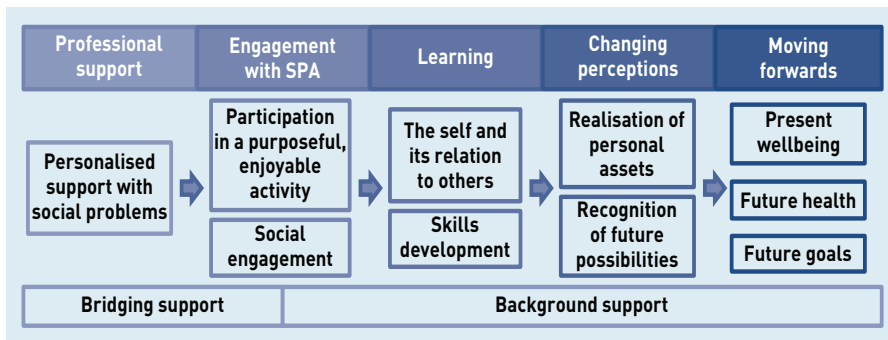 Professional
support
Engagement
with SPA
Learning
Changing
perceptions
Moving
forwards
Personalised
support with
social problems
Participation
in a purposeful,
enjoyable
activity
Social
engagement
The self and
its relation
to others
Skills
development
Realisation of
personal
assets
Recognition
of future
possibilities
Present
wellbeing
Future health
Future goals
Bridging support
Background support